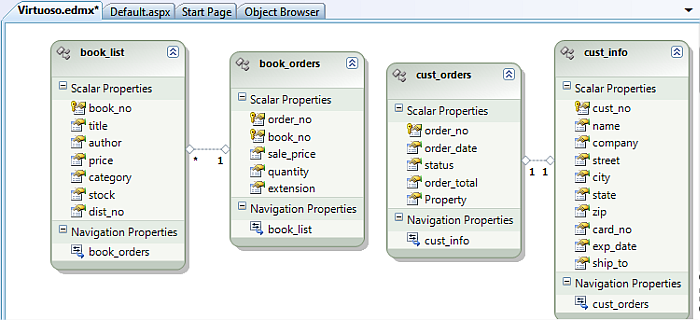 Virtuoso.edmx* Default.aspx Start Page Object Browser
book_list
Scalar Properties
book_no
title
author
price
category
stock
dist_no
Navigation Properties
book_orders
* 1
book_orders
Scalar Properties
order_no
book_no
sale_price
quantity
extension
Navigation Properties
book_list
cust_orders
Scalar Properties
order_no
order_date
status
order_total
Property
Navigation Properties
cust_info
1 1
cust_info
Scalar Properties
cust_no
name
company
street
city
state
zip
card_no
exp_date
ship_to
Navigation Properties
cust_orders